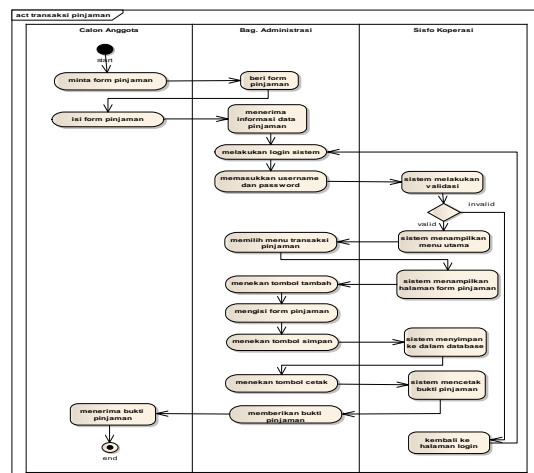 act transaksi pinjaman
Calon Anggota
Bag. Administrasi
Sisfo Koperasi
start
minta form pinjaman
beri form
pinjaman
isi form pinjaman
menerima
informasi data
pinjaman
melakukan login sistem
memasukkan username
dan password
sistem melakukan
validasi
invalid
valid
sistem menampilkan
menu utama
memilih menu transaksi
pinjaman
sistem menampilkan
halaman form pinjaman
menekan tombol tambah
mengisi form pinjaman
menekan tombol simpan
sistem menyimpan
ke dalam database
menekan tombol cetak
sistem mencetak
bukti pinjaman
memberikan bukti
pinjaman
menerima bukti
pinjaman
kembali ke
halaman login
end